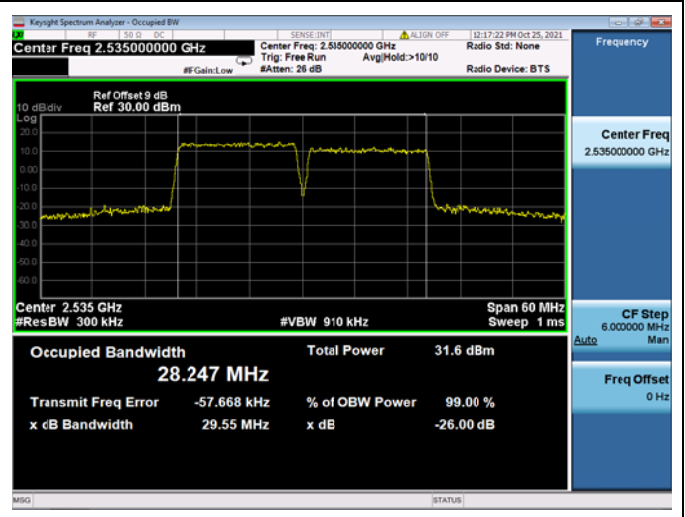 Keysight Spectrum Analyzer - Occupied BW
RF 50 Ω DC SENSE:INT ALIGN OFF 12:17:22 PM Oct 25, 2021
Center Freq 2.535000000 GHz Center Freq: 2.535000000 GHz Radio Std: None
Trig: Free Run Avg|Hold:>10/10
#IFGain:Low #Atten: 26 dB Radio Device: BTS
Frequency
Ref Offset 9 dB
10 dB/div Ref 30.00 dBm
Log
20.0
10.0
0.00
-10.0
-20.0
-30.0
-40.0
-50.0
-60.0
Center Freq
2.535000000 GHz
Center 2.535 GHz Span 60 MHz
#Res BW 300 kHz #VBW 910 kHz Sweep 1 ms
CF Step
6.000000 MHz
Auto Man
Occupied Bandwidth Total Power 31.6 dBm
28.247 MHz
Transmit Freq Error -57.668 kHz % of OBW Power 99.00 %
x dB Bandwidth 29.55 MHz x dB -26.00 dB
Freq Offset
0 Hz
MSG STATUS